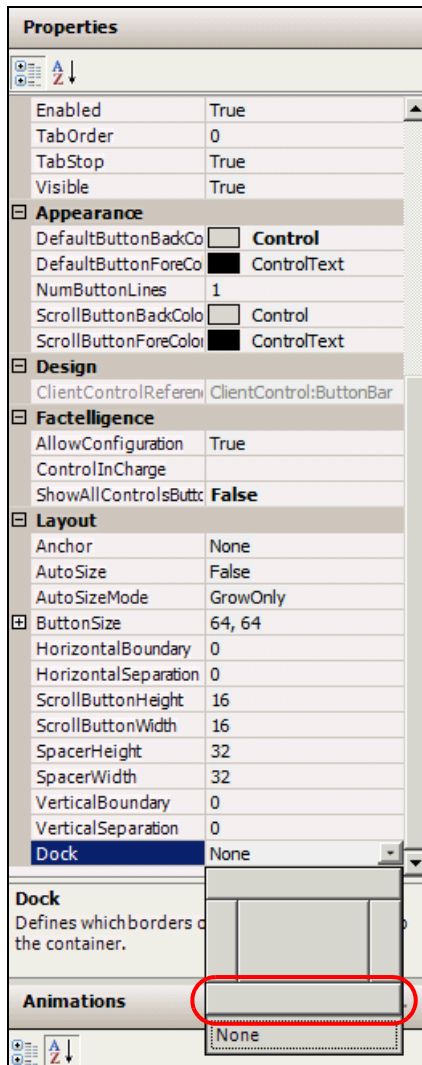 Properties
Enabled True
TabOrder 0
TabStop True
Visible True
Appearance
DefaultButtonBackCo Control
DefaultButtonForeCo ControlText
NumButtonLines 1
ScrollButtonBackColo Control
ScrollButtonForeColor ControlText
Design
ClientControlReferen ClientControl:ButtonBar
Factelligence
AllowConfiguration True
ControlInCharge
ShowAllControlsButtc False
Layout
Anchor None
AutoSize False
AutoSizeMode GrowOnly
ButtonSize 64, 64
HorizontalBoundary 0
HorizontalSeparation 0
ScrollButtonHeight 16
ScrollButtonWidth 16
SpacerHeight 32
SpacerWidth 32
VerticalBoundary 0
VerticalSeparation 0
Dock None
Dock
Defines which borders
the container.
Animations
None